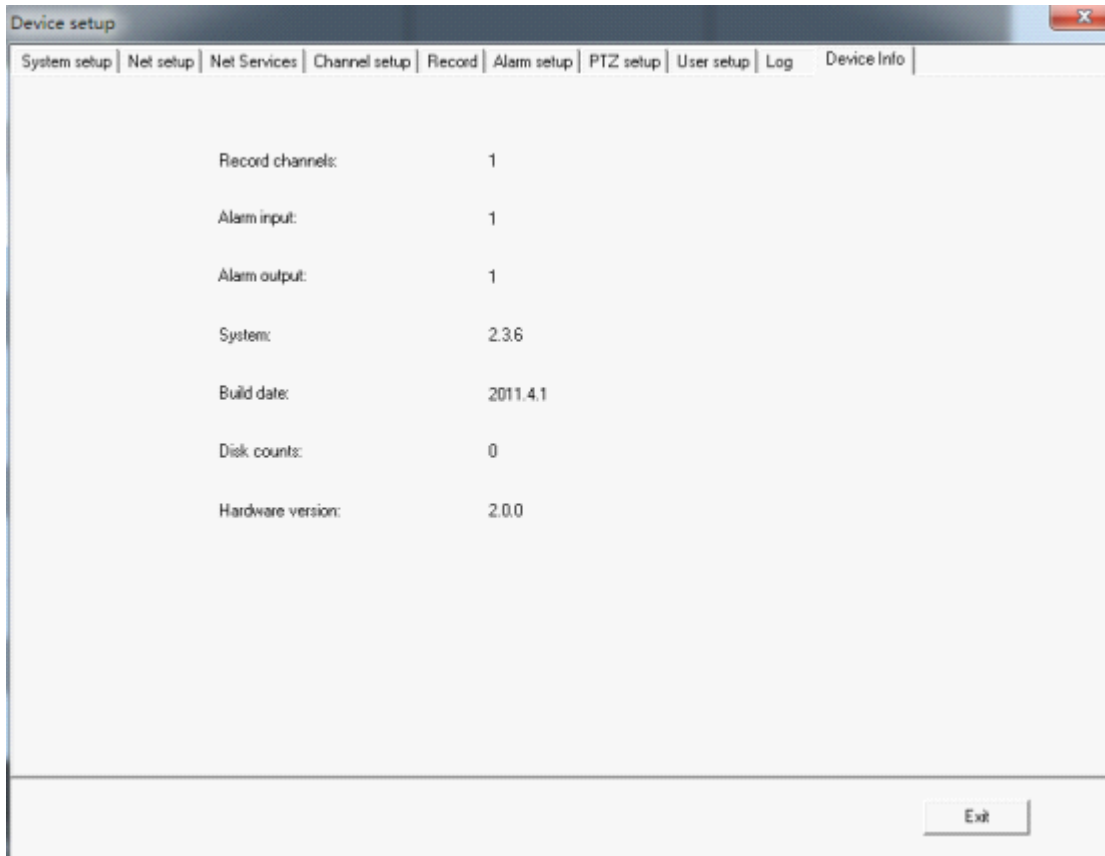 Device setup
System setup Net setup Net Services Channel setup Record Alarm setup PTZ setup User setup Log Device Info
Record channels: 1
Alarm input: 1
Alarm output: 1
System: 2.3.6
Build date: 2011.4.1
Disk counts: 0
Hardware version: 2.0.0
Exit